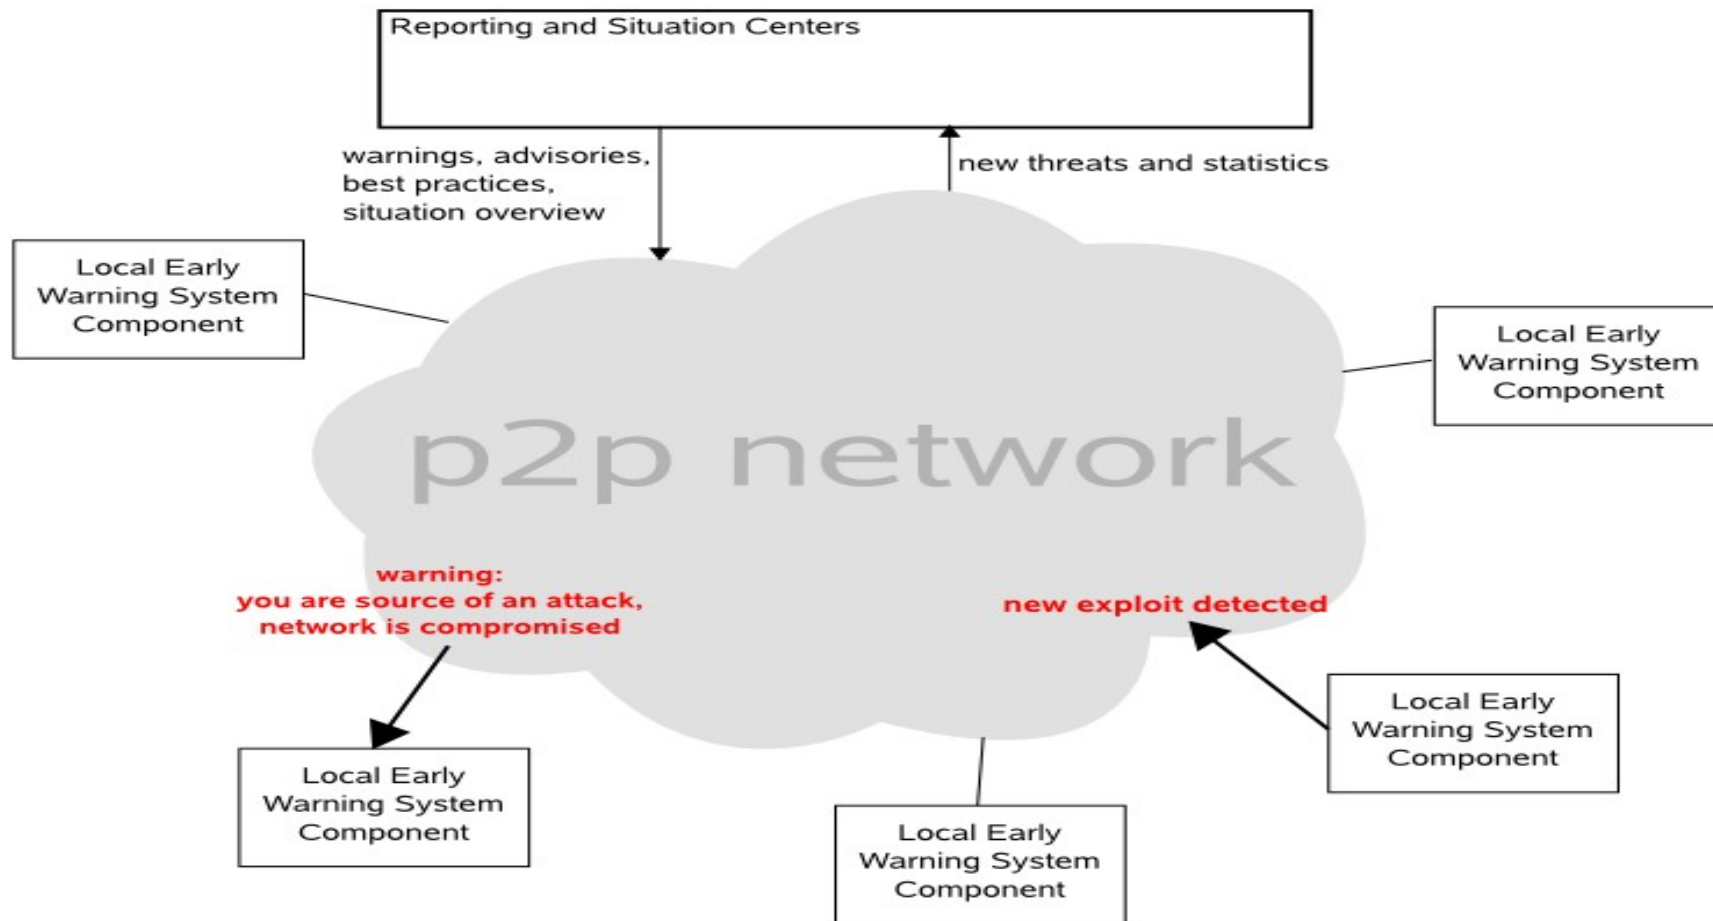 Reporting and Situation Centers
warnings, advisories,
best practices,
situation overview
new threats and statistics
Local Early
Warning System
Component
Local Early
Warning System
Component
p2p network
warning:
you are source of an attack,
network is compromised
new exploit detected
Local Early
Warning System
Component
Local Early
Warning System
Component
Local Early
Warning System
Component